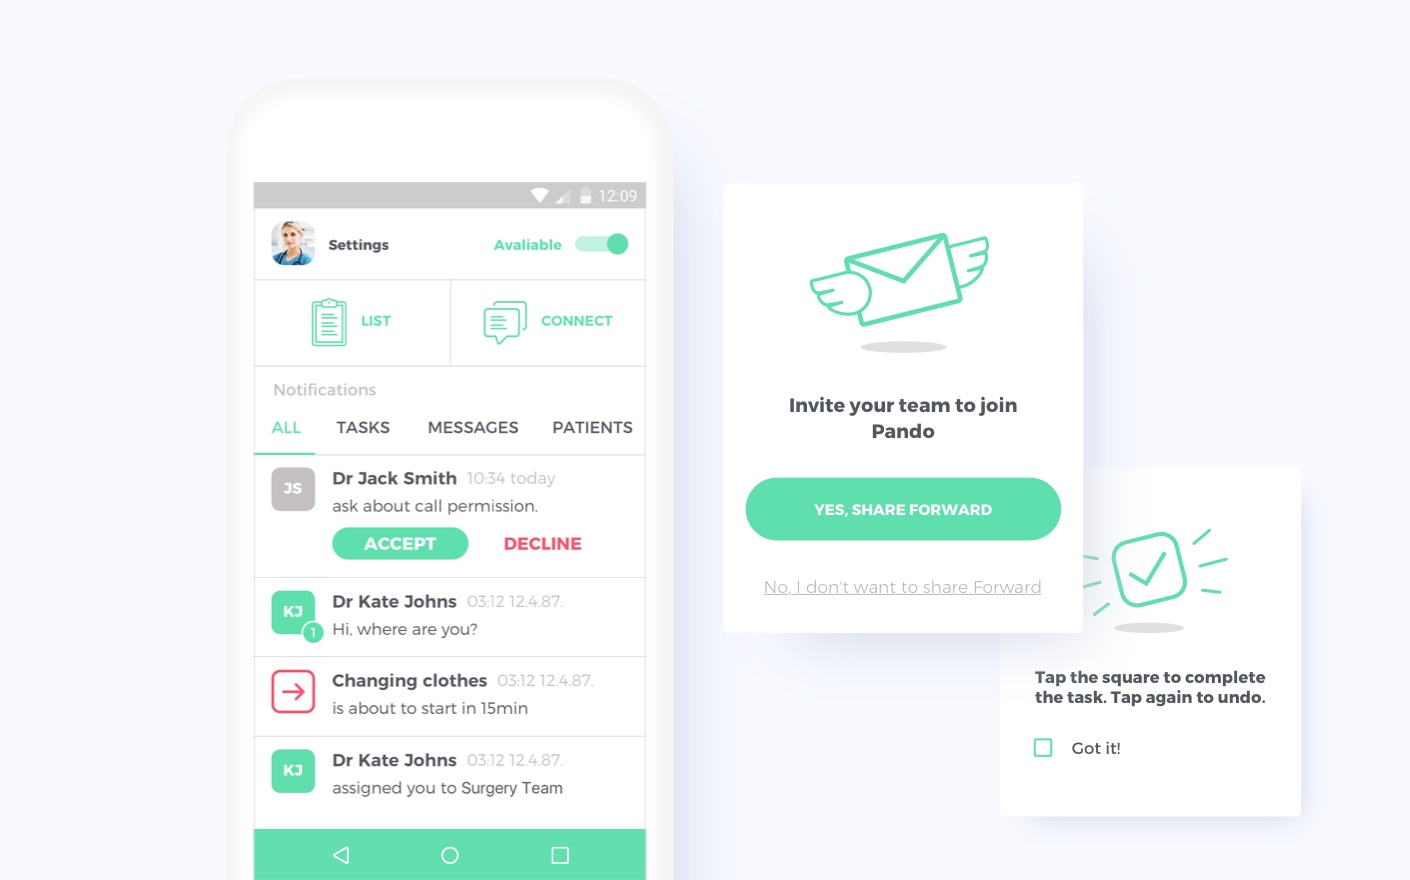 12:09
Settings
Avaliable
LIST
CONNECT
Notifications
ALL
TASKS
MESSAGES
PATIENTS
JS
Dr Jack Smith 10:34 today
ask about call permission.
ACCEPT
DECLINE
KJ
1
Dr Kate Johns 03:12 12.4.87.
Hi, where are you?
Changing clothes 03:12 12.4.87.
is about to start in 15min
KJ
Dr Kate Johns 03:12 12.4.87.
assigned you to Surgery Team
Invite your team to join
Pando
YES, SHARE FORWARD
No, I don't want to share Forward
Tap the square to complete
the task. Tap again to undo.
Got it!